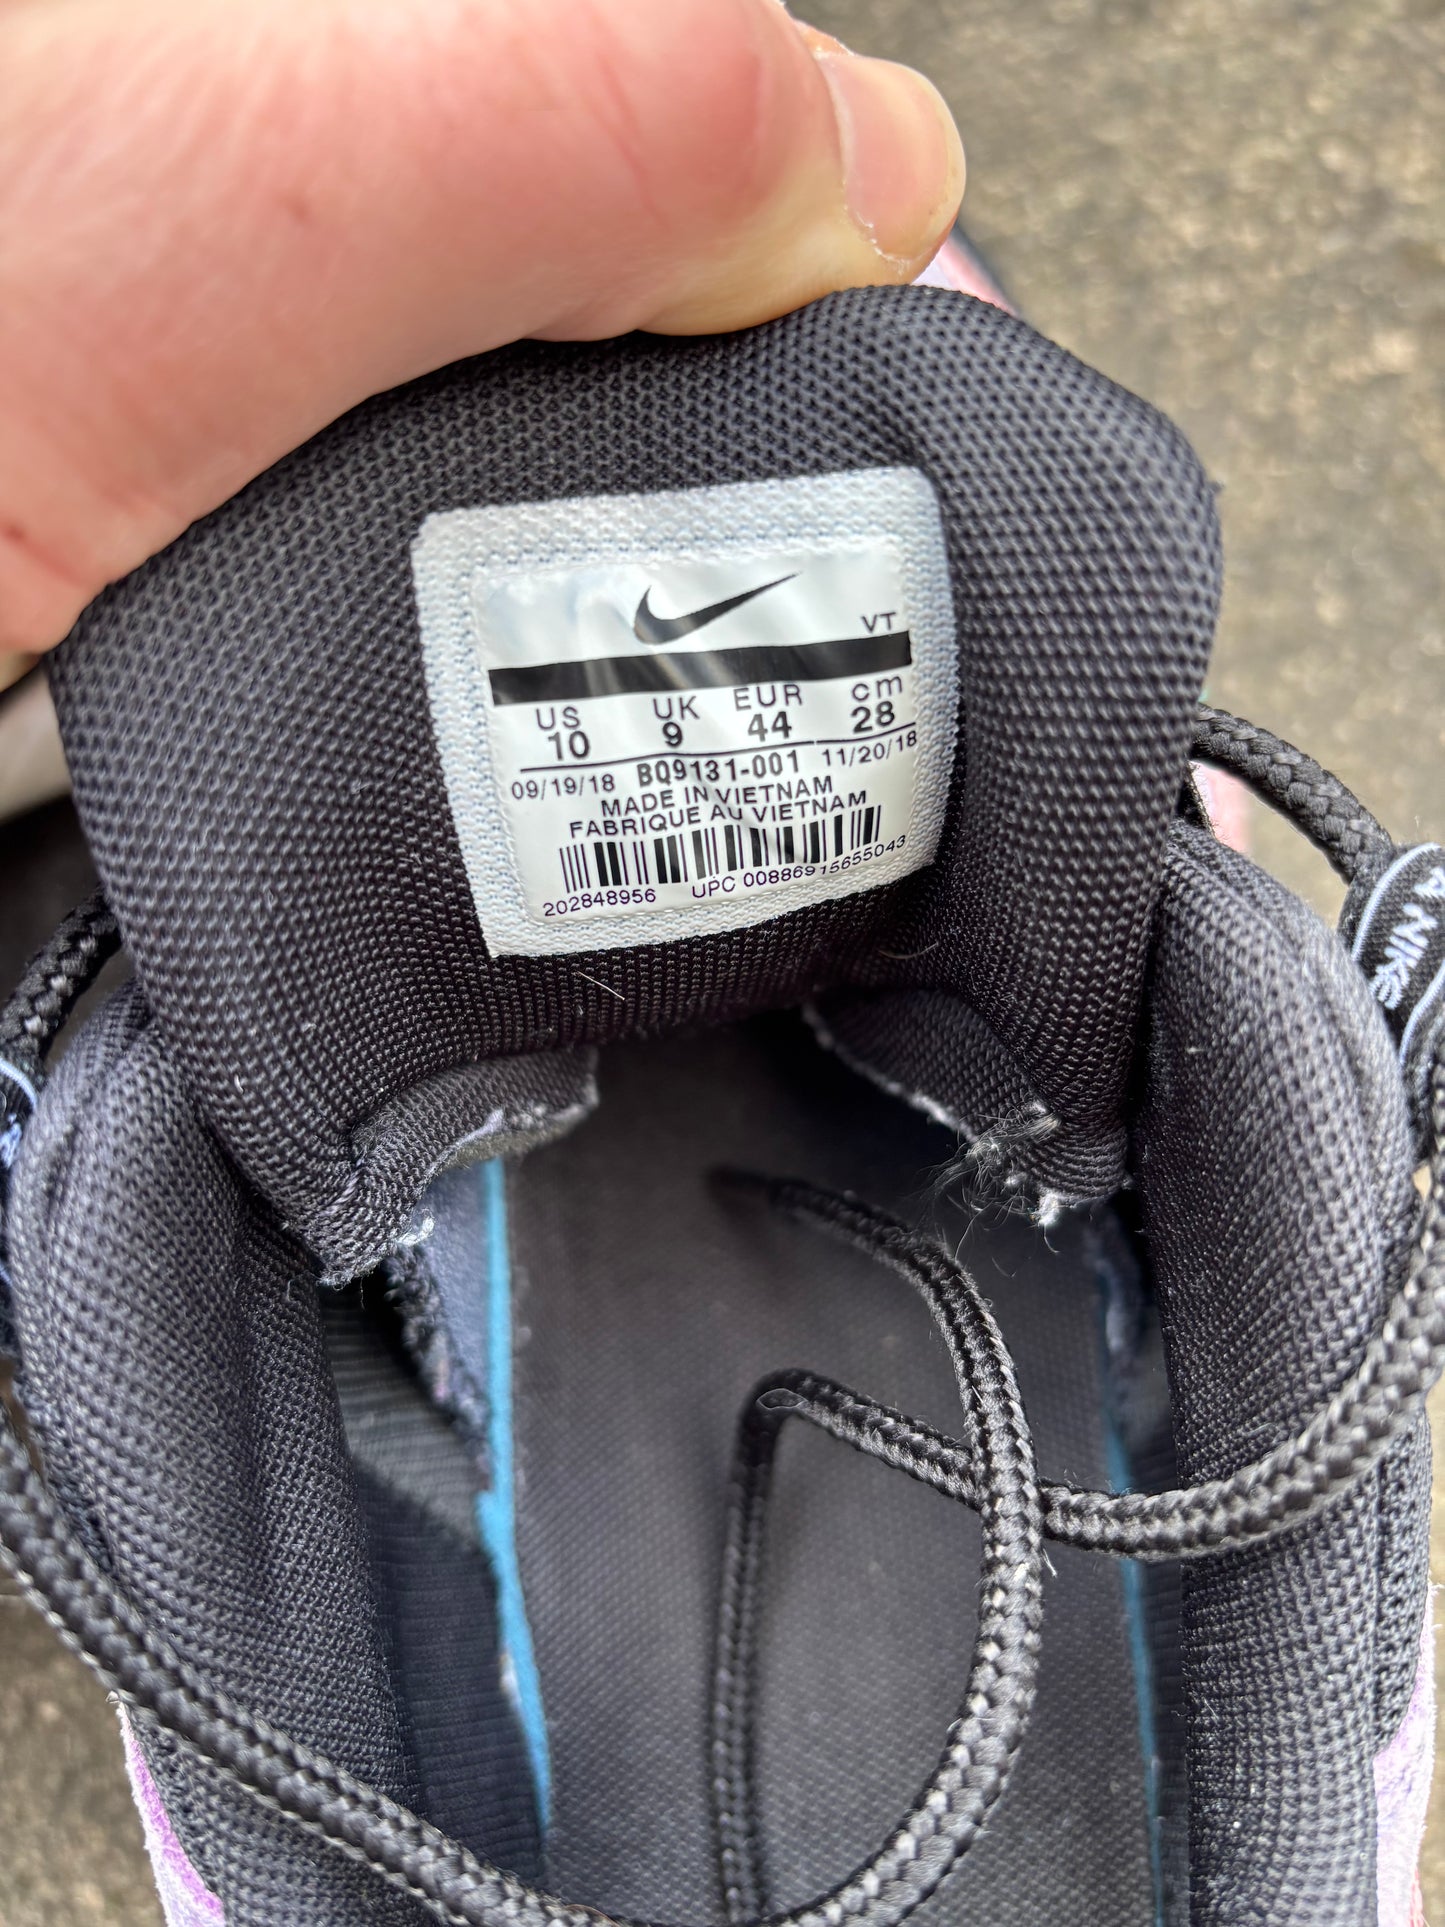 VT
US UK EUR cm
10 9 44 28
09/19/18 BQ9131-001 11/20/18
MADE IN VIETNAM
FABRIQUE AU VIETNAM
202848956 UPC 00886915655043
A NIKE